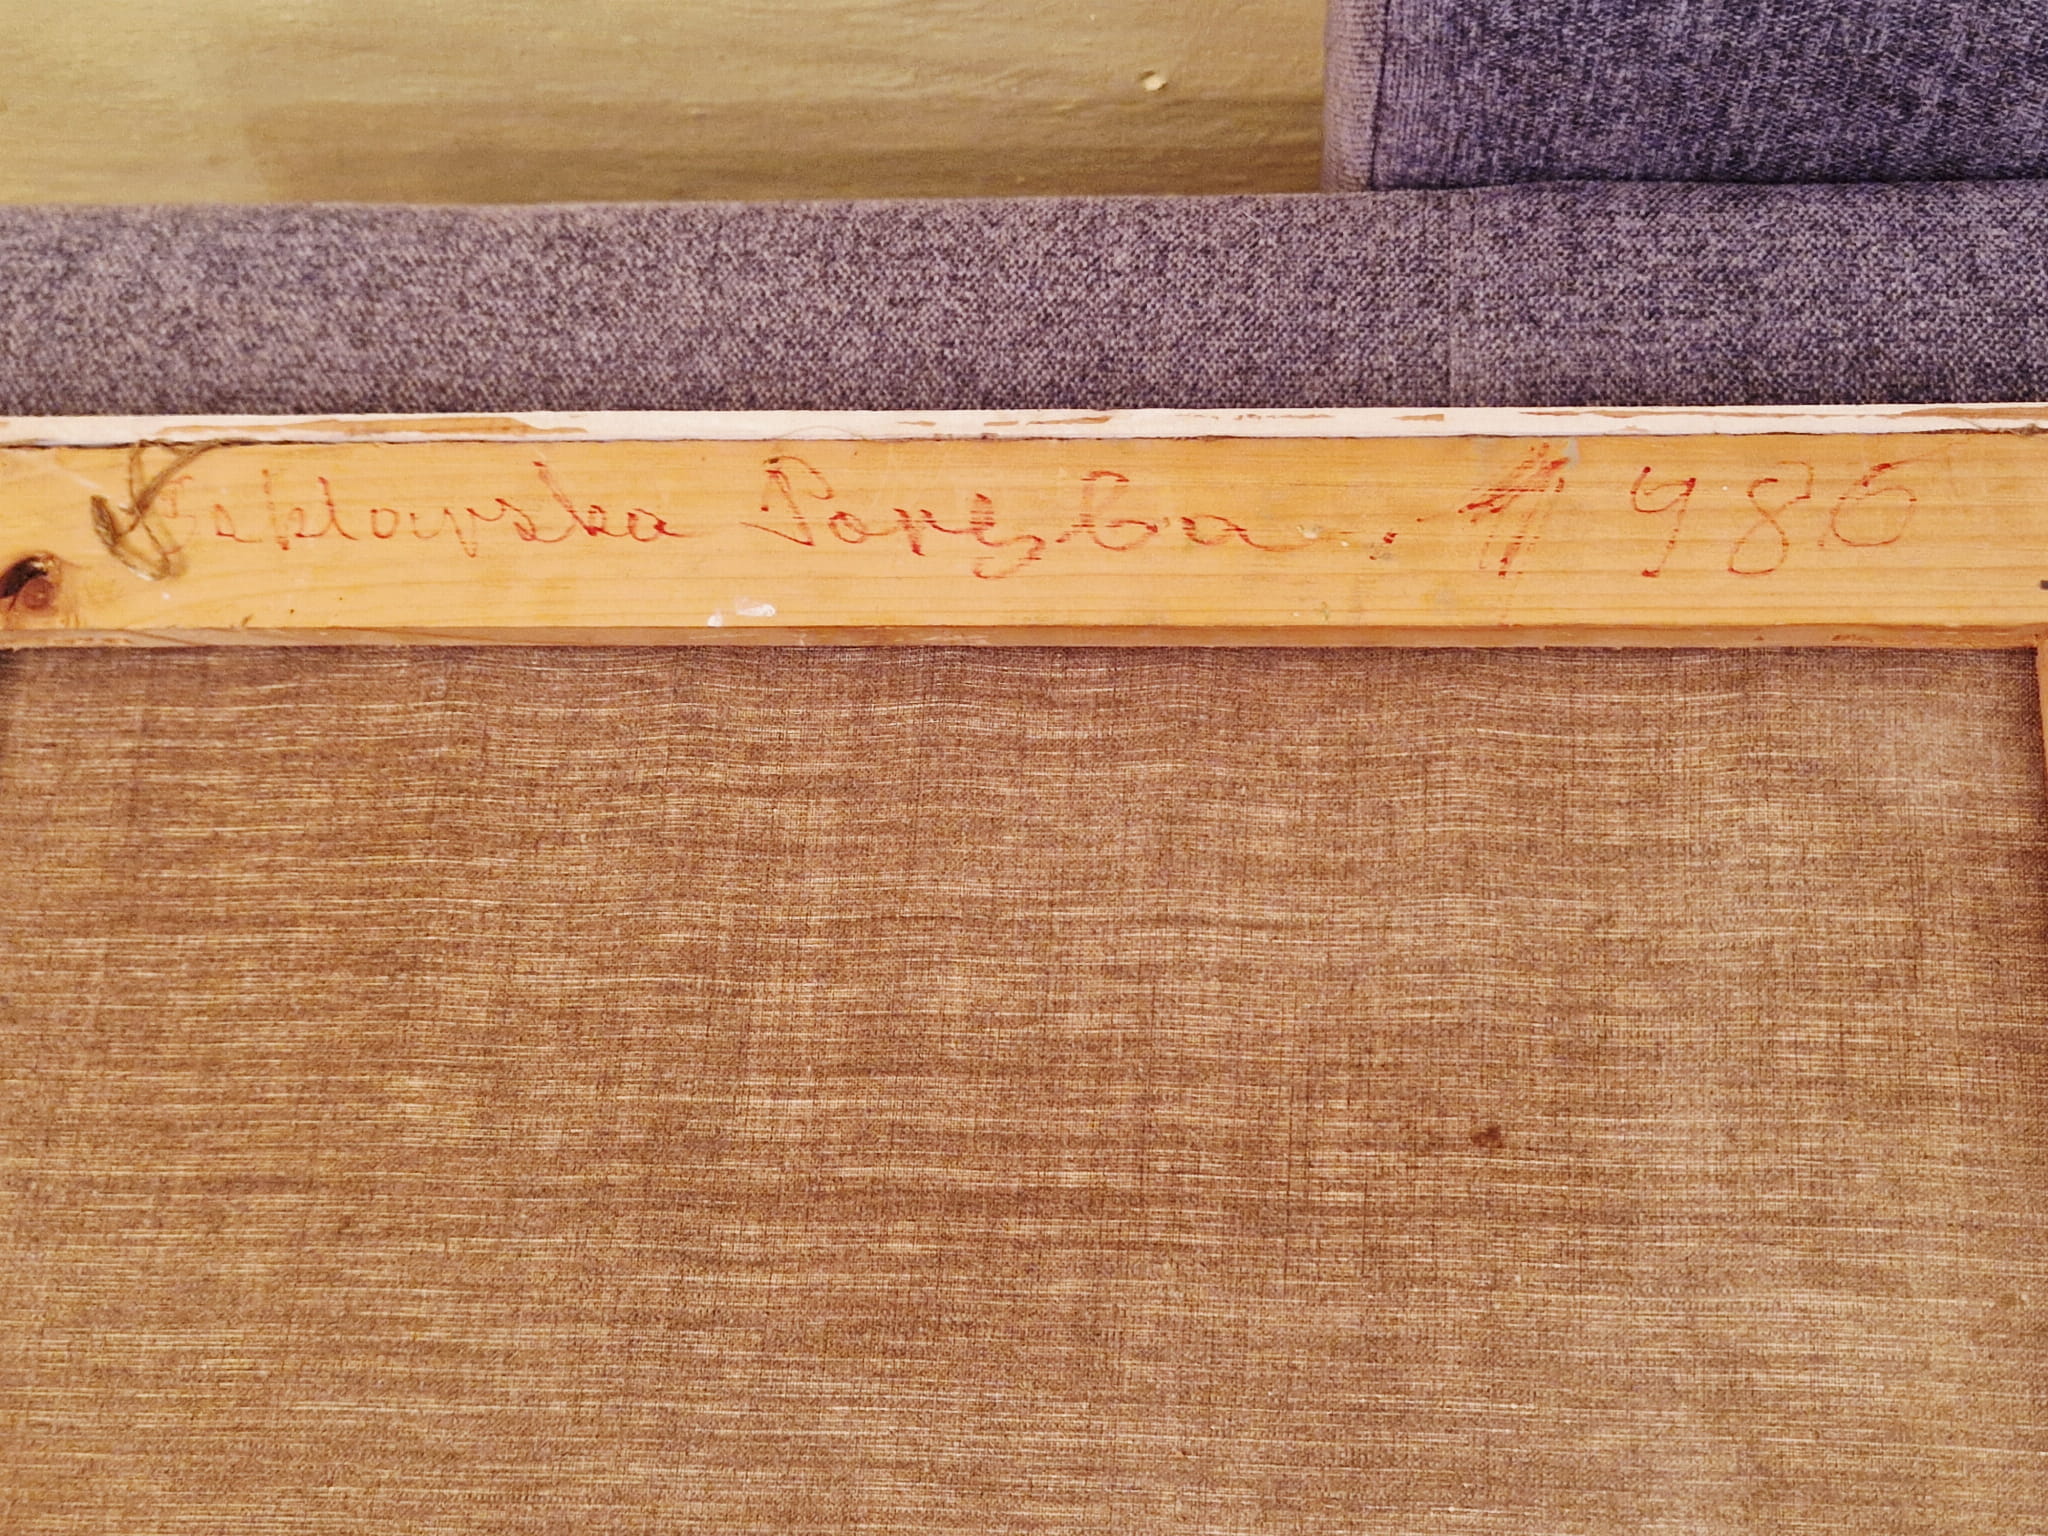 Szklarska Poręba . 1986